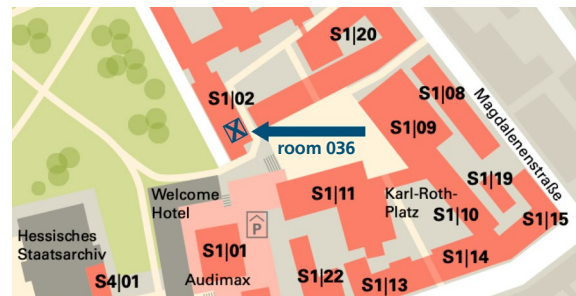 S1|20
S1|02
S1|08
Magdalenenstraße
S1|09
room 036
Welcome
Hotel
S1|11
Karl-Roth-
Platz
S1|19
S1|10
S1|15
Hessisches
Staatsarchiv
P
S1|01
S1|14
S4|01
Audimax
S1|22
S1|13